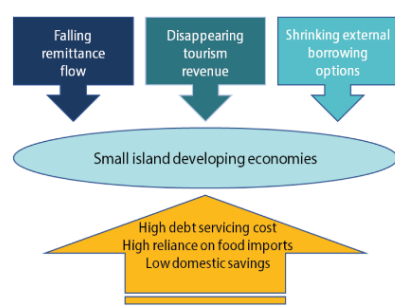 Falling
remittance
flow
Disappearing
tourism
revenue
Shrinking external
borrowing
options
Small island developing economies
High debt servicing cost
High reliance on food imports
Low domestic savings